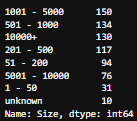 1001 - 5000     150
501 - 1000      134
10000+          130
201 - 500       117
51 - 200         94
5001 - 10000     76
1 - 50           31
unknown          10
Name: Size, dtype: int64